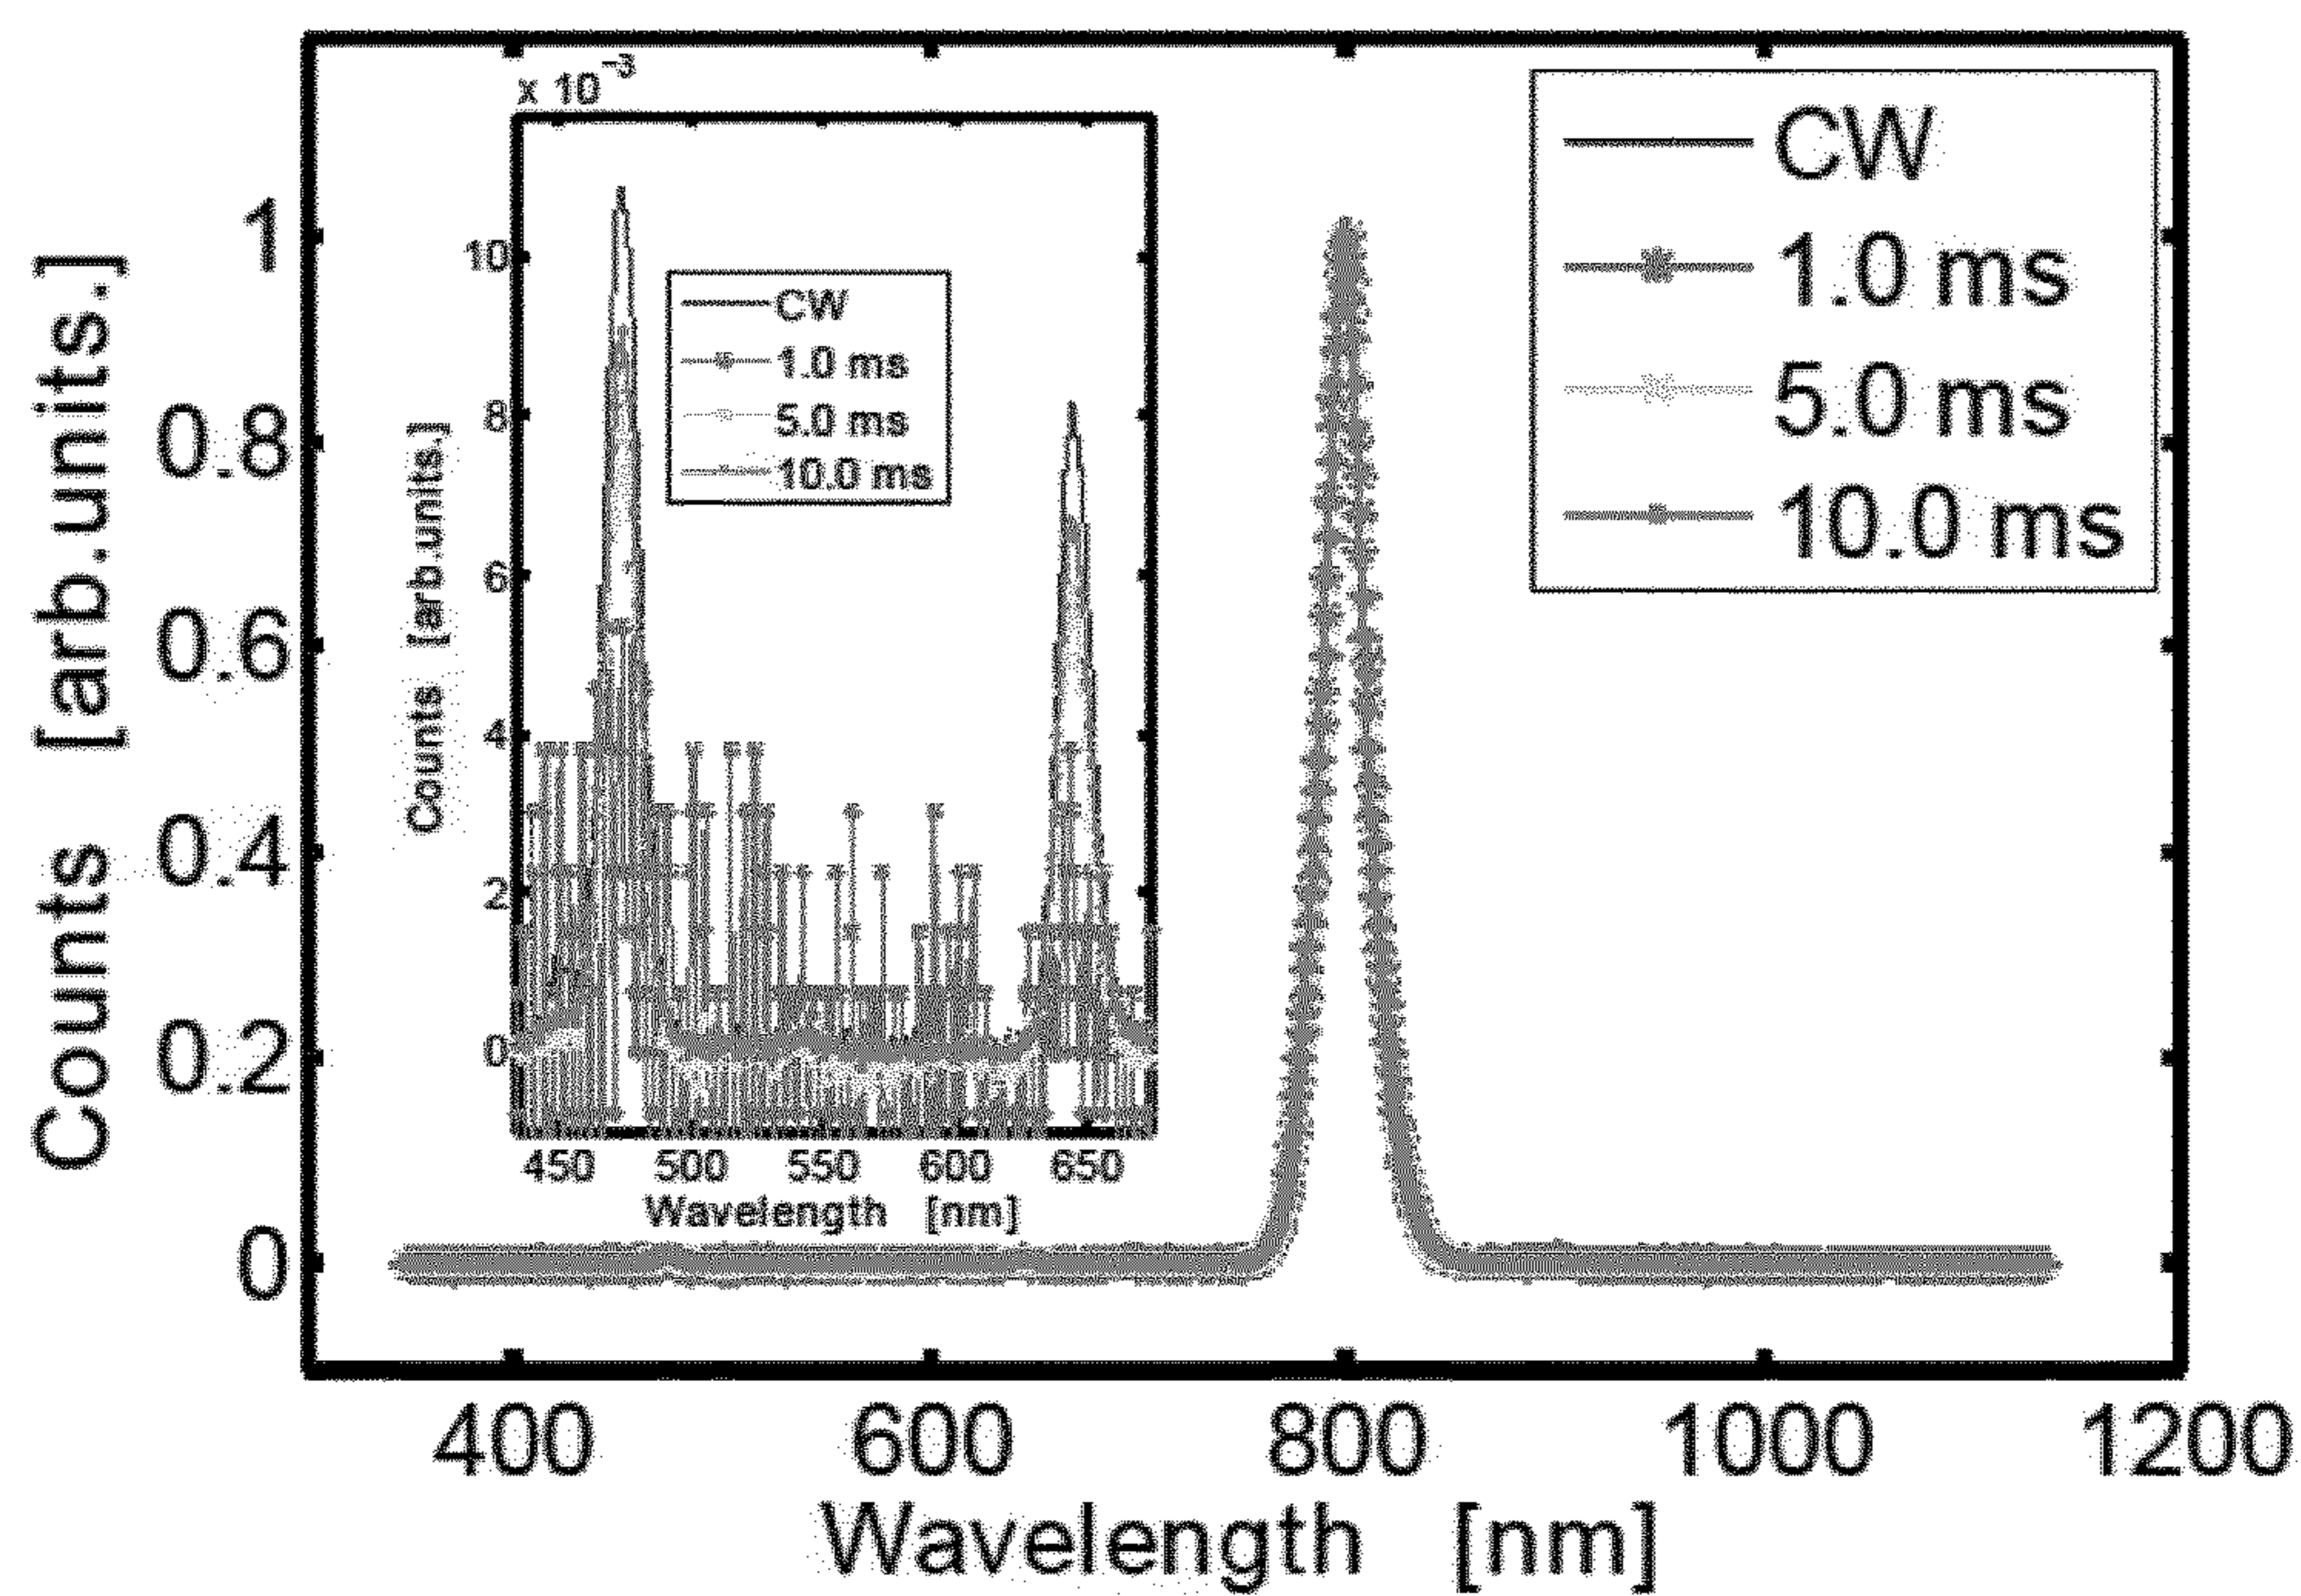 x 10⁻³
10
8
6
4
2
0
Counts [arb.units.]
CW
1.0 ms
5.0 ms
10.0 ms
450 500 550 600 650
Wavelength [nm]
CW
1.0 ms
5.0 ms
10.0 ms
1
0.8
0.6
0.4
0.2
0
Counts [arb.units.]
400 600 800 1000 1200
Wavelength [nm]